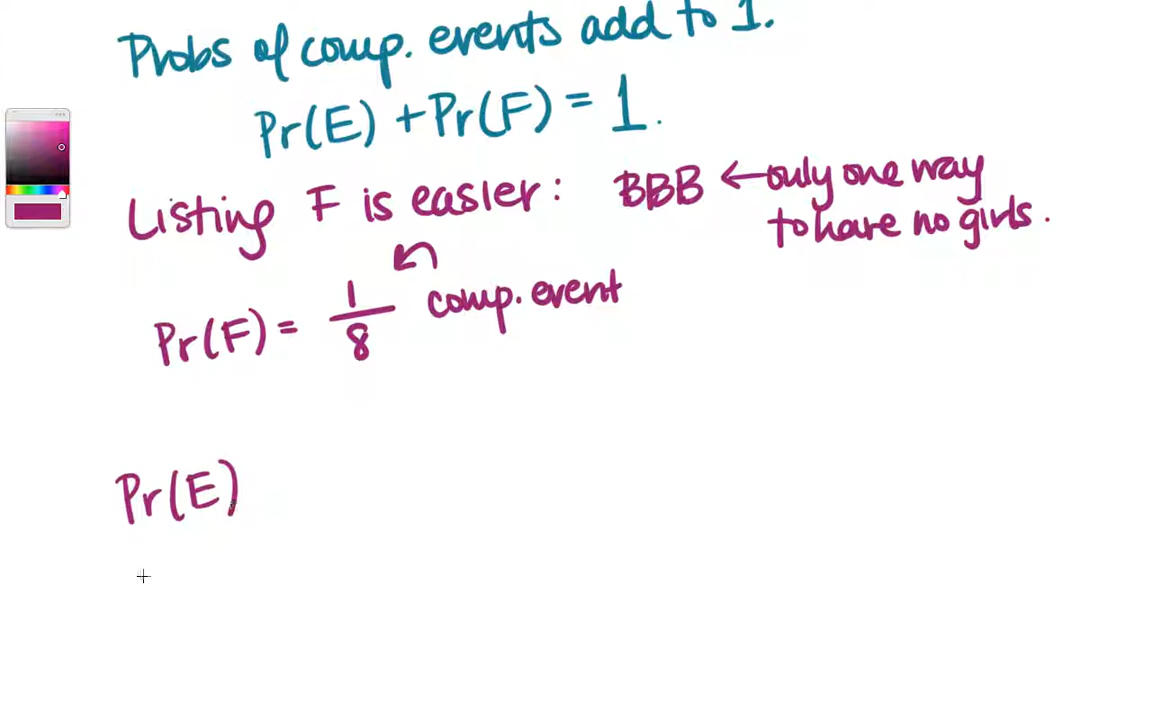 Probs of comp. events add to 1.
Pr(E) + Pr(F) = 1.
Listing F is easier: BBB ← only one way
to have no girls.
Pr(F) = 1/8 comp. event
Pr(E)